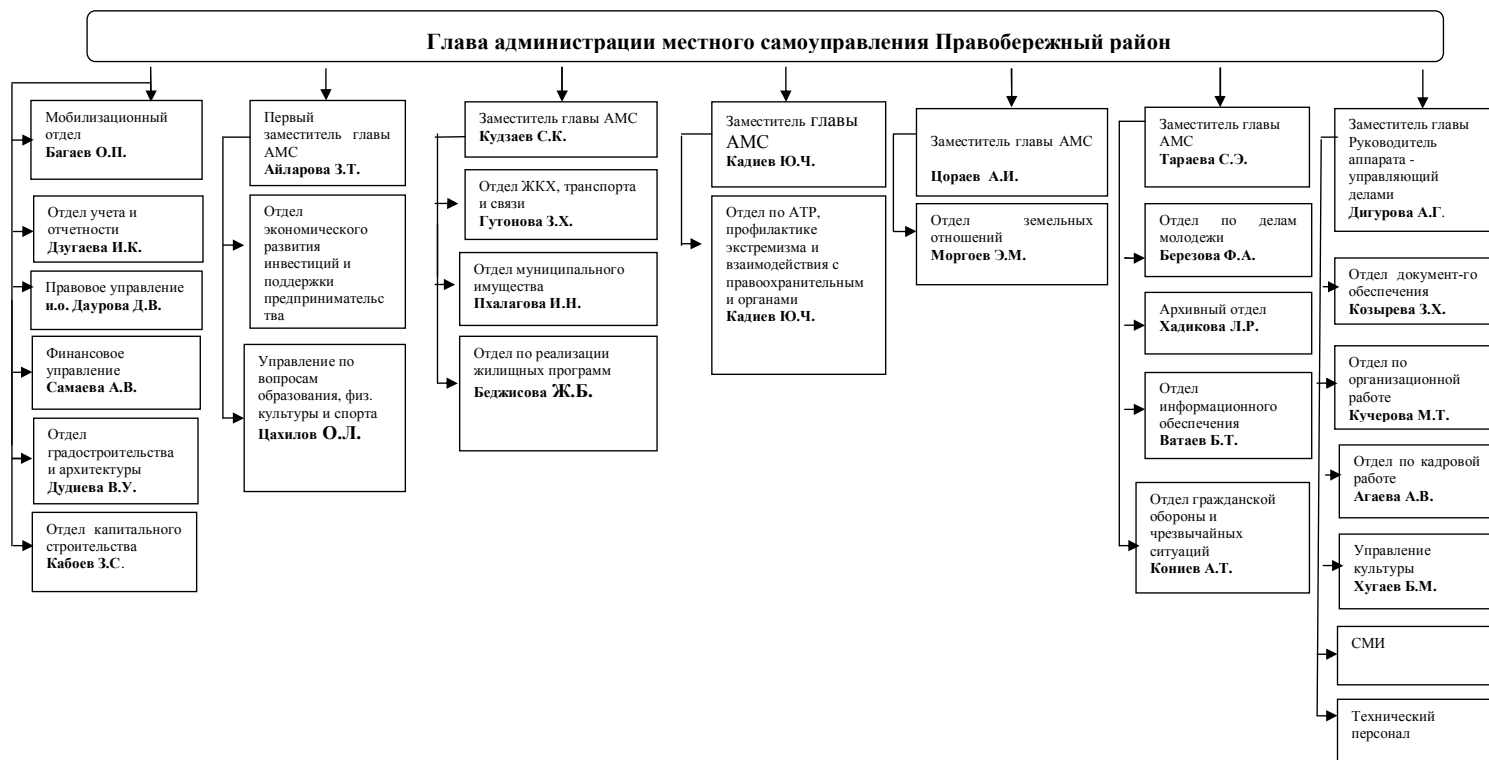 Глава администрации местного самоуправления Правобережный район
Мобилизационный
отдел
Багаев О.П.
Отдел учета и
отчетности
Дзугаева И.К.
Правовое управление
и.о. Даурова Д.В.
Финансовое
управление
Самаева А.В.
Отдел
градостроительства
и архитектуры
Дудиева В.У.
Отдел капитального
строительства
Кабоев З.С.
Первый
заместитель главы
АМС
Айларова З.Т.
Отдел
экономического
развития
инвестиций и
поддержки
предпринимательс
тва
Управление по
вопросам
образования, физ.
культуры и спорта
Цахилов О.Л.
Заместитель главы АМС
Кудзаев С.К.
Отдел ЖКХ, транспорта
и связи
Гутонова З.Х.
Отдел муниципального
имущества
Пхалагова И.Н.
Отдел по реализации
жилищных программ
Беджисова Ж.Б.
Заместитель главы
АМС
Кадиев Ю.Ч.
Отдел по АТР,
профилактике
экстремизма и
взаимодействия с
правоохранительным
и органами
Кадиев Ю.Ч.
Заместитель главы АМС
Цораев А.И.
Отдел земельных
отношений
Моргоев Э.М.
Заместитель главы
АМС
Тараева С.Э.
Отдел по делам
молодежи
Березова Ф.А.
Архивный отдел
Хадикова Л.Р.
Отдел
информационного
обеспечения
Ватаев Б.Т.
Отдел гражданской
обороны и
чрезвычайных
ситуаций
Кониев А.Т.
Заместитель главы
Руководитель
аппарата -
управляющий
делами
Дигурова А.Г.
Отдел документ-го
обеспечения
Козырева З.Х.
Отдел по
организационной
работе
Кучерова М.Т.
Отдел по кадровой
работе
Агаева А.В.
Управление
культуры
Хугаев Б.М.
СМИ
Технический
персонал